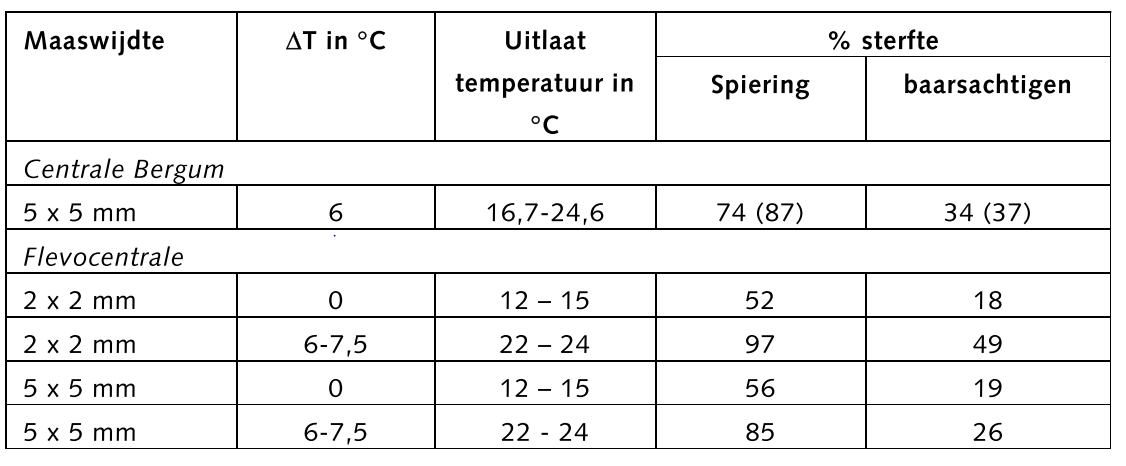 Maaswijdte ΔT in °C Uitlaat temperatuur in °C % sterfte
Spiering baarsachtigen
Centrale Bergum
5 x 5 mm 6 16,7-24,6 74 (87) 34 (37)
Flevocentrale
2 x 2 mm 0 12 – 15 52 18
2 x 2 mm 6-7,5 22 – 24 97 49
5 x 5 mm 0 12 – 15 56 19
5 x 5 mm 6-7,5 22 - 24 85 26